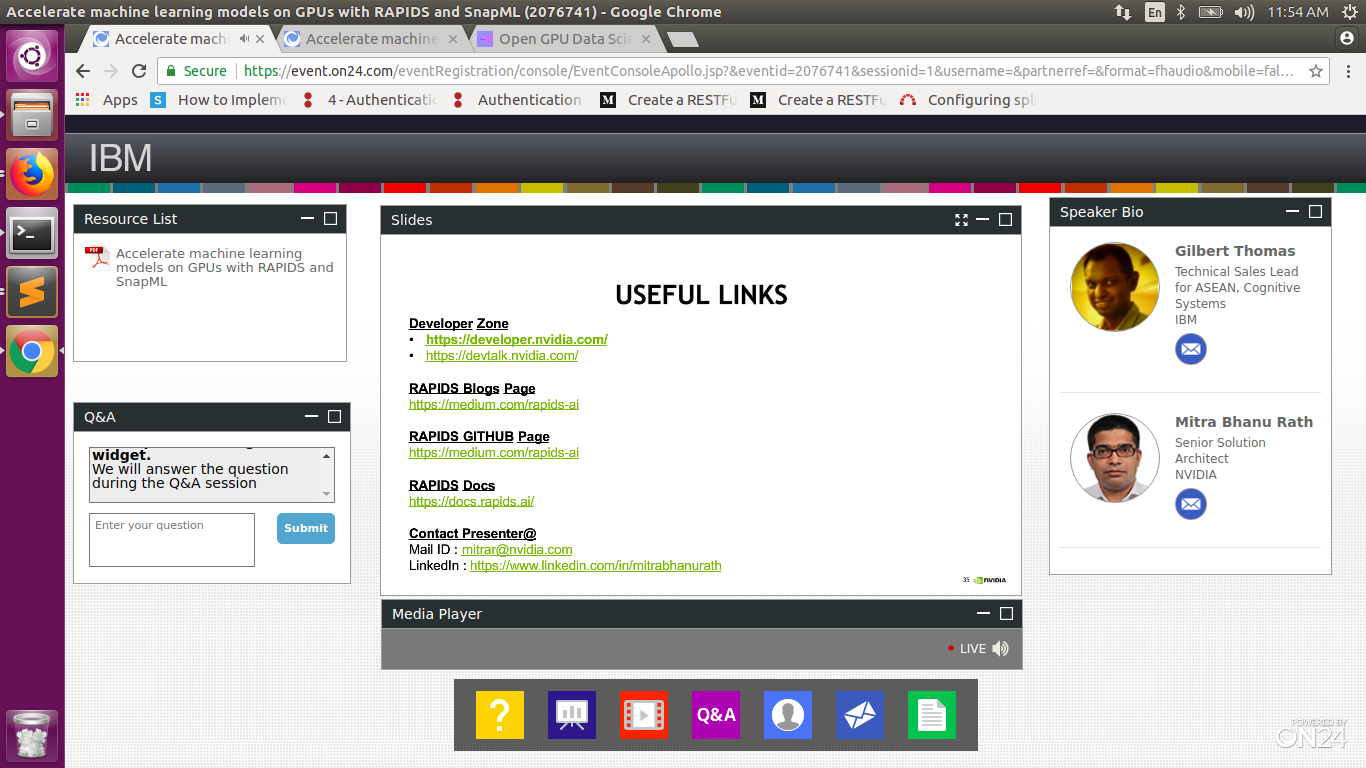 Accelerate machine learning models on GPUs with RAPIDS and SnapML (2076741) - Google Chrome
En
11:54 AM
Accelerate machi
Accelerate machine
Open GPU Data Scie
Secure
https://event.on24.com/eventRegistration/console/EventConsoleApollo.jsp?&eventid=2076741&sessionid=1&username=&partnerref=&format=fhaudio&mobile=fal...
Apps
S
How to Impleme
4 - Authenticatio
Authentication
M
Create a RESTFu
M
Create a RESTFu
Configuring spl
IBM
Resource List
PDF
Accelerate machine learning
models on GPUs with RAPIDS and
SnapML
Q&A
widget.
We will answer the question
during the Q&A session
Enter your question
Submit
Slides
USEFUL LINKS
Developer Zone
• https://developer.nvidia.com/
• https://devtalk.nvidia.com/
RAPIDS Blogs Page
https://medium.com/rapids-ai
RAPIDS GITHUB Page
https://medium.com/rapids-ai
RAPIDS Docs
https://docs.rapids.ai/
Contact Presenter@
Mail ID : mitrar@nvidia.com
LinkedIn : https://www.linkedin.com/in/mitrabhanurath
35 NVIDIA
Media Player
LIVE
Speaker Bio
Gilbert Thomas
Technical Sales Lead
for ASEAN, Cognitive
Systems
IBM
Mitra Bhanu Rath
Senior Solution
Architect
NVIDIA
?
Q&A
POWERED BY
ON24